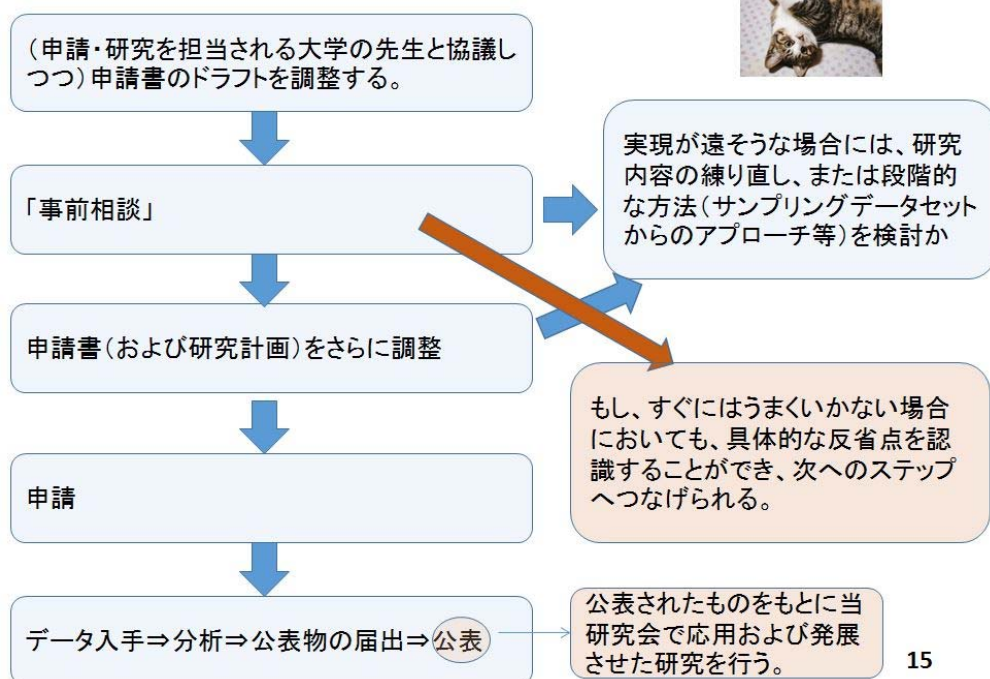 (申請・研究を担当される大学の先生と協議し
つつ)申請書のドラフトを調整する。
「事前相談」
実現が遠そうな場合には、研究
内容の練り直し、または段階的
な方法(サンプリングデータセット
からのアプローチ等)を検討か
申請書(および研究計画)をさらに調整
もし、すぐにはうまくいかない場合
においても、具体的な反省点を認
識することができ、次へのステップ
へつなげられる。
申請
データ入手⇒分析⇒公表物の届出⇒公表
公表されたものをもとに当
研究会で応用および発展
させた研究を行う。
15